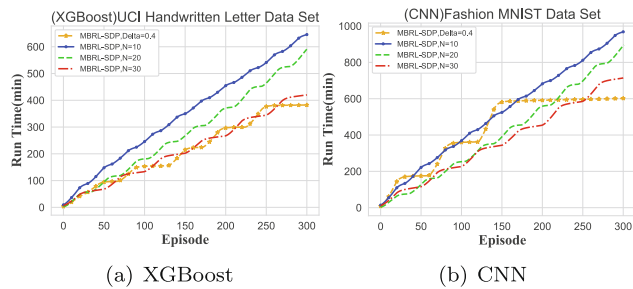 (XGBoost)UCI Handwritten Letter Data Set
MBRL-SDP,Delta=0.4
MBRL-SDP,N=10
MBRL-SDP,N=20
MBRL-SDP,N=30
Run Time(min)
600
500
400
300
200
100
0
0 50 100 150 200 250 300
Episode
(a) XGBoost
(CNN)Fashion MNIST Data Set
MBRL-SDP,Delta=0.4
MBRL-SDP,N=10
MBRL-SDP,N=20
MBRL-SDP,N=30
Run Time(min)
1000
800
600
400
200
0
0 50 100 150 200 250 300
Episode
(b) CNN